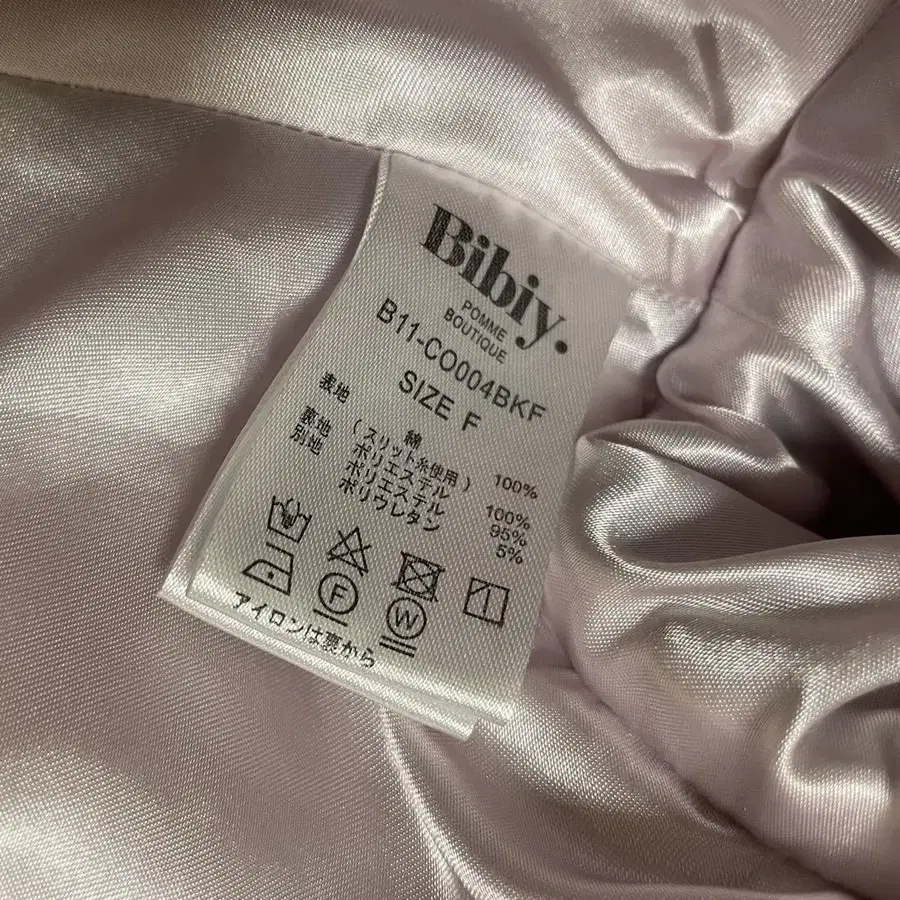 Bibiy.
POMME
BOUTIQUE
B11-CO004BKF
SIZE F
表地 綿
(スリット糸使用) 100%
裏地 ポリエステル 100%
別地 ポリエステル 95%
ポリウレタン 5%
F
W
アイロンは裏から